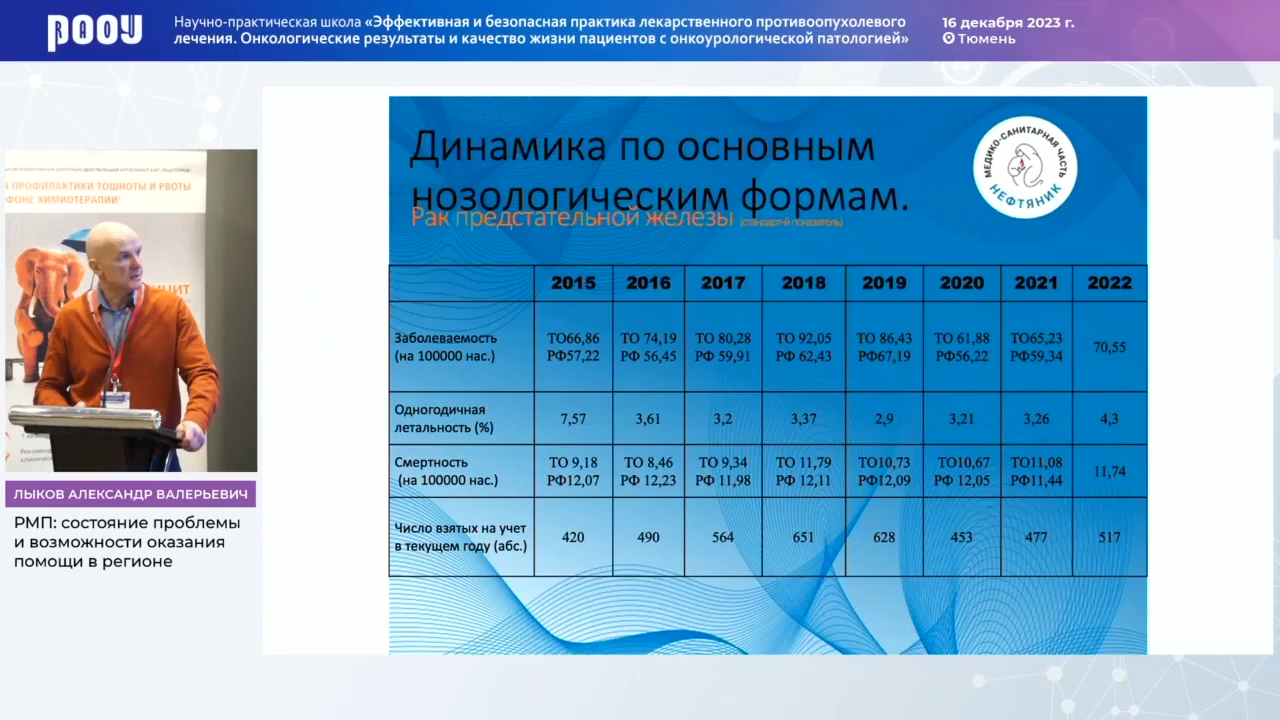 РООУ
RAOU
Научно-практическая школа «Эффективная и безопасная практика лекарственного противоопухолевого
лечения. Онкологические результаты и качество жизни пациентов с онкоурологической патологией»
16 декабря 2023 г.
Тюмень
Я ПРОФИЛАКТИКИ ТОШНОТЫ И РВОТЫ
ФОНЕ ХИМИОТЕРАПИИ
ЛЫКОВ АЛЕКСАНДР ВАЛЕРЬЕВИЧ
РМП: состояние проблемы
и возможности оказания
помощи в регионе
Динамика по основным
нозологическим формам.
Рак предстательной железы (стандарт-й показатель)
МЕДИКО-САНИТАРНАЯ ЧАСТЬ
НЕФТЯНИК
2015 2016 2017 2018 2019 2020 2021 2022
Заболеваемость ТО66,86 ТО 74,19 ТО 80,28 ТО 92,05 ТО 86,43 ТО 61,88 ТО65,23 70,55
(на 100000 нас.) РФ57,22 РФ 56,45 РФ 59,91 РФ 62,43 РФ67,19 РФ56,22 РФ59,34
Одногодичная
летальность (%) 7,57 3,61 3,2 3,37 2,9 3,21 3,26 4,3
Смертность ТО 9,18 ТО 8,46 ТО 9,34 ТО 11,79 ТО10,73 ТО10,67 ТО11,08 11,74
(на 100000 нас.) РФ12,07 РФ 12,23 РФ 11,98 РФ 12,11 РФ12,09 РФ 12,05 РФ11,44
Число взятых на учет
в текущем году (абс.) 420 490 564 651 628 453 477 517